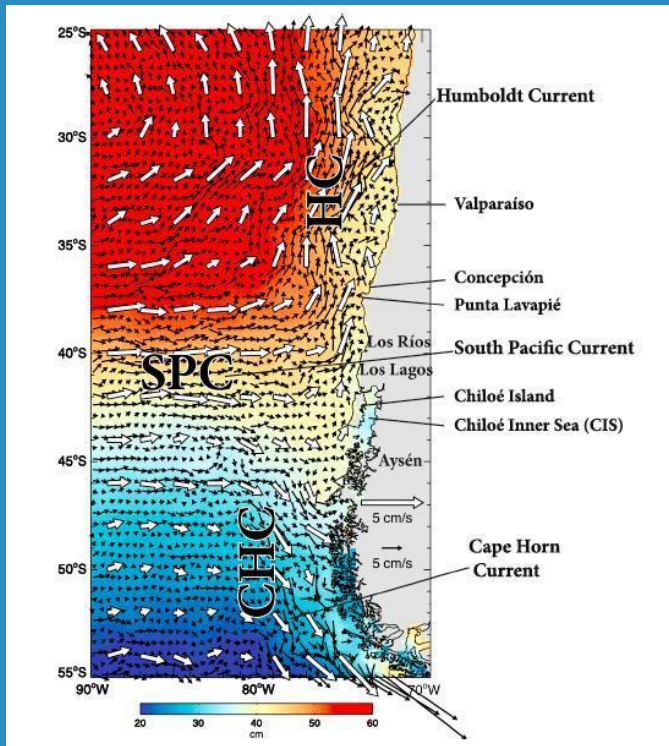 25°S
30°S
35°S
40°S
45°S
50°S
55°S
90°W
80°W
70°W
HC
SPC
CHC
Humboldt Current
Valparaíso
Concepción
Punta Lavapié
Los Ríos
South Pacific Current
Los Lagos
Chiloé Island
Chiloé Inner Sea (CIS)
Aysén
5 cm/s
5 cm/s
Cape Horn
Current
20 30 40 50 60
cm